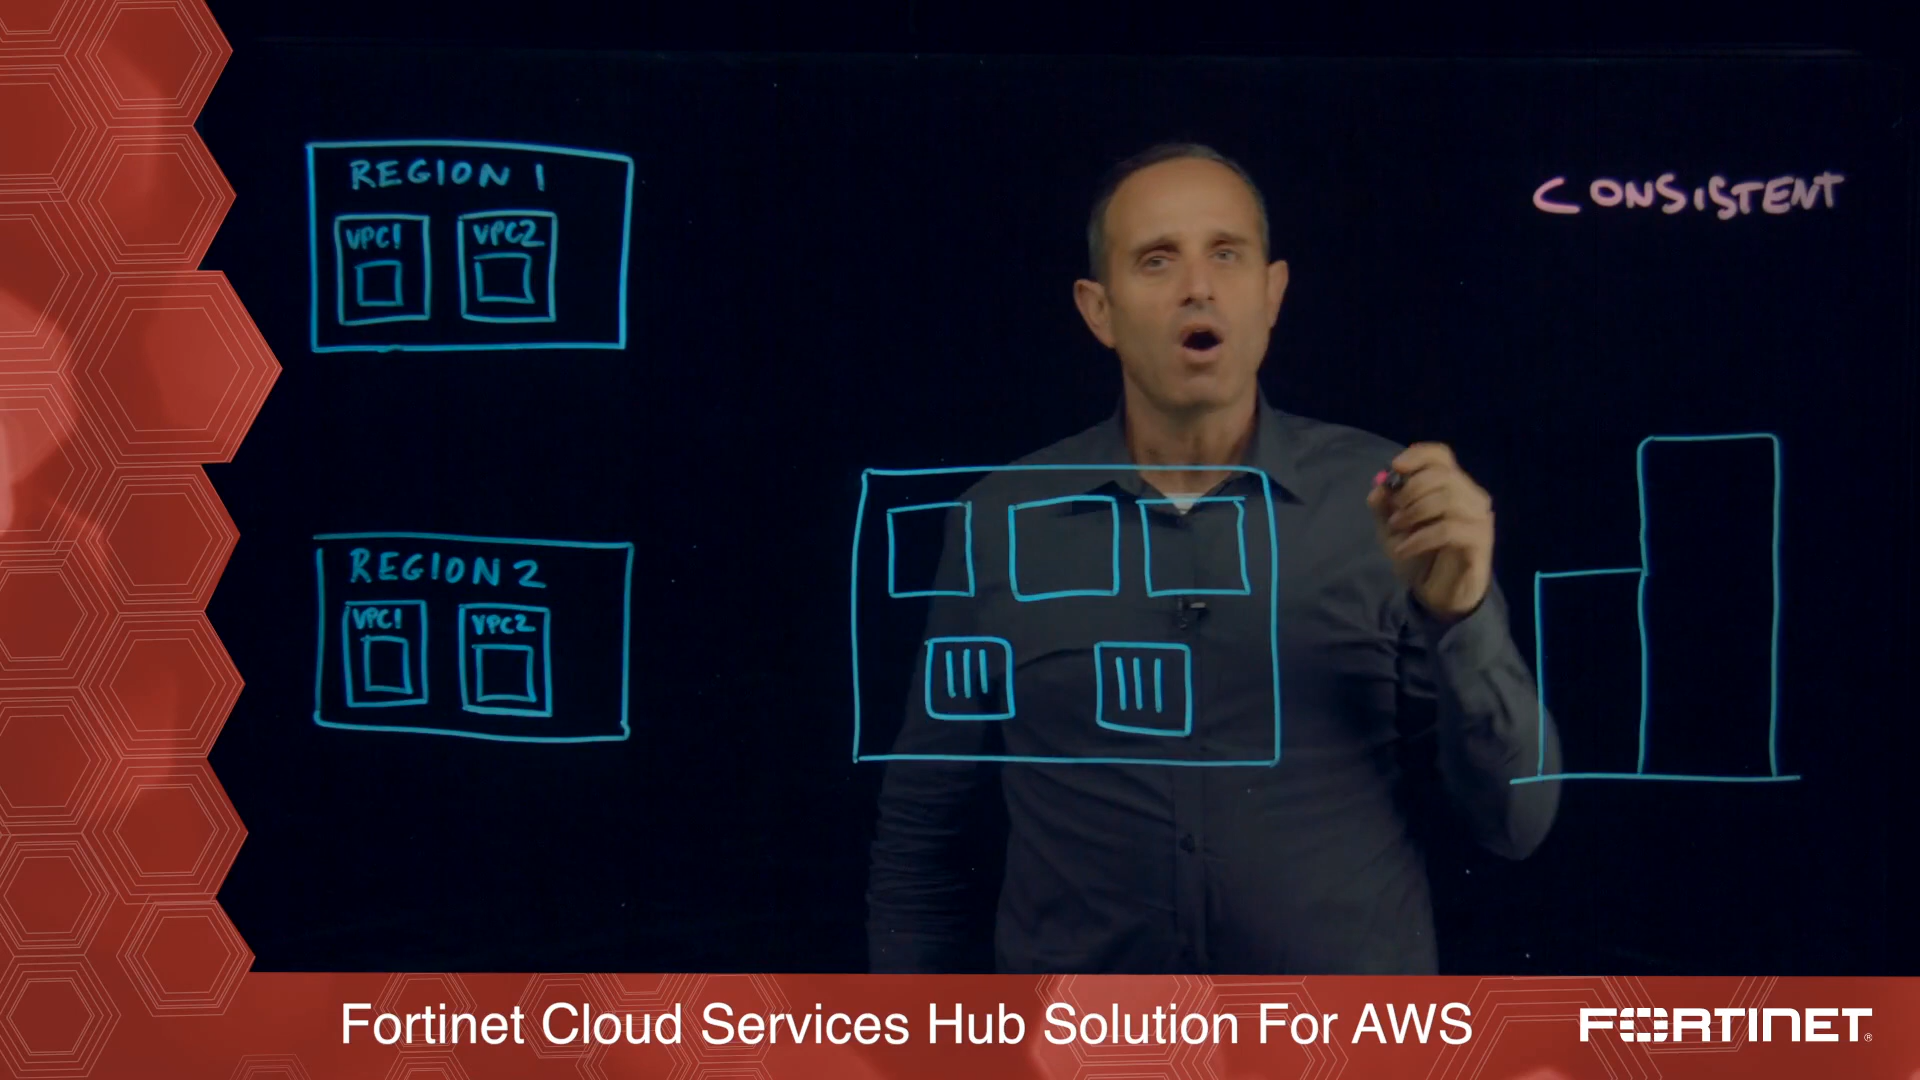 REGION 1
VPC1
VPC2
CONSISTENT
REGION 2
VPC1
VPC2
Fortinet Cloud Services Hub Solution For AWS
FORTINET®